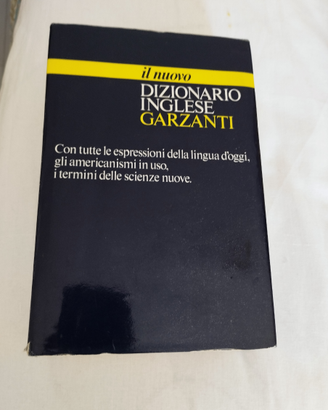 il nuovo
DIZIONARIO
INGLESE
GARZANTI
Con tutte le espressioni della lingua d'oggi,
gli americanismi in uso,
i termini delle scienze nuove.